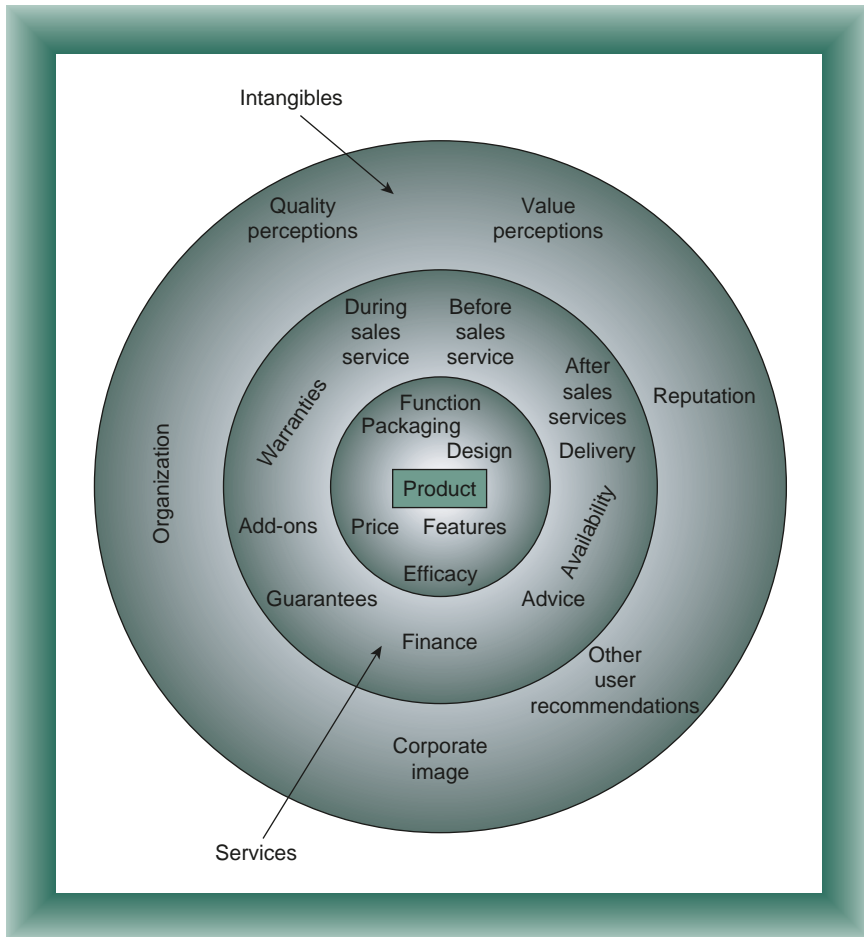 Intangibles
Quality
perceptions
Value
perceptions
During
sales
service
Before
sales
service
After
sales
services
Reputation
Warranties
Function
Packaging
Design
Delivery
Organization
Product
Availability
Add-ons
Price
Features
Efficacy
Guarantees
Advice
Finance
Other
user
recommendations
Corporate
image
Services